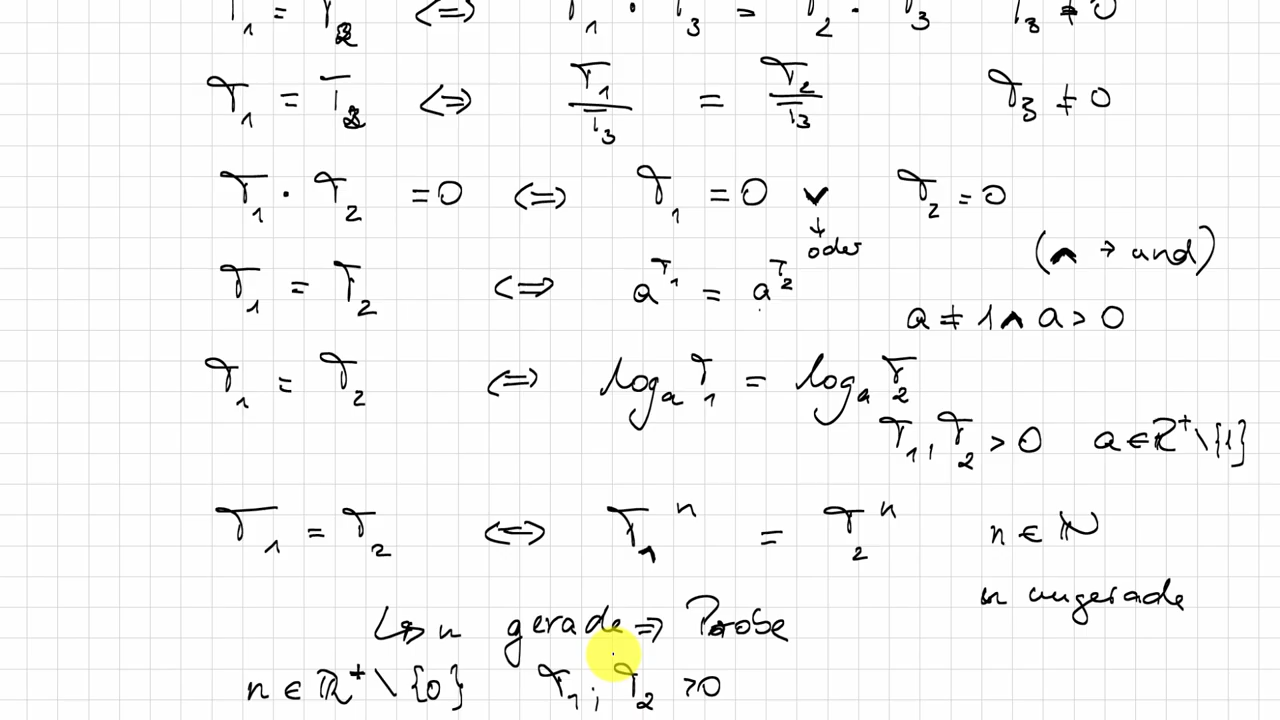 T₁ = T₂ ⇔ T₁ · T₃ = T₂ · T₃ T₃ ≠ 0
T₁ = T₂ ⇔ T₁/T₃ = T₂/T₃ T₃ ≠ 0
T₁ · T₂ = 0 ⇔ T₁ = 0 ∨ T₂ = 0
↓
oder
(∧ → und)
T₁ = T₂ ⇔ a^T₁ = a^T₂
a ≠ 1 ∧ a > 0
T₁ = T₂ ⇔ logₐ T₁ = logₐ T₂
T₁, T₂ > 0 a ∈ ℝ⁺ \ {1}
T₁ = T₂ ⇔ T₁ⁿ = T₂ⁿ n ∈ ℕ
n ungerade
↳ n gerade ⇒ Probe
n ∈ ℝ⁺ \ {0} T₁, T₂ > 0